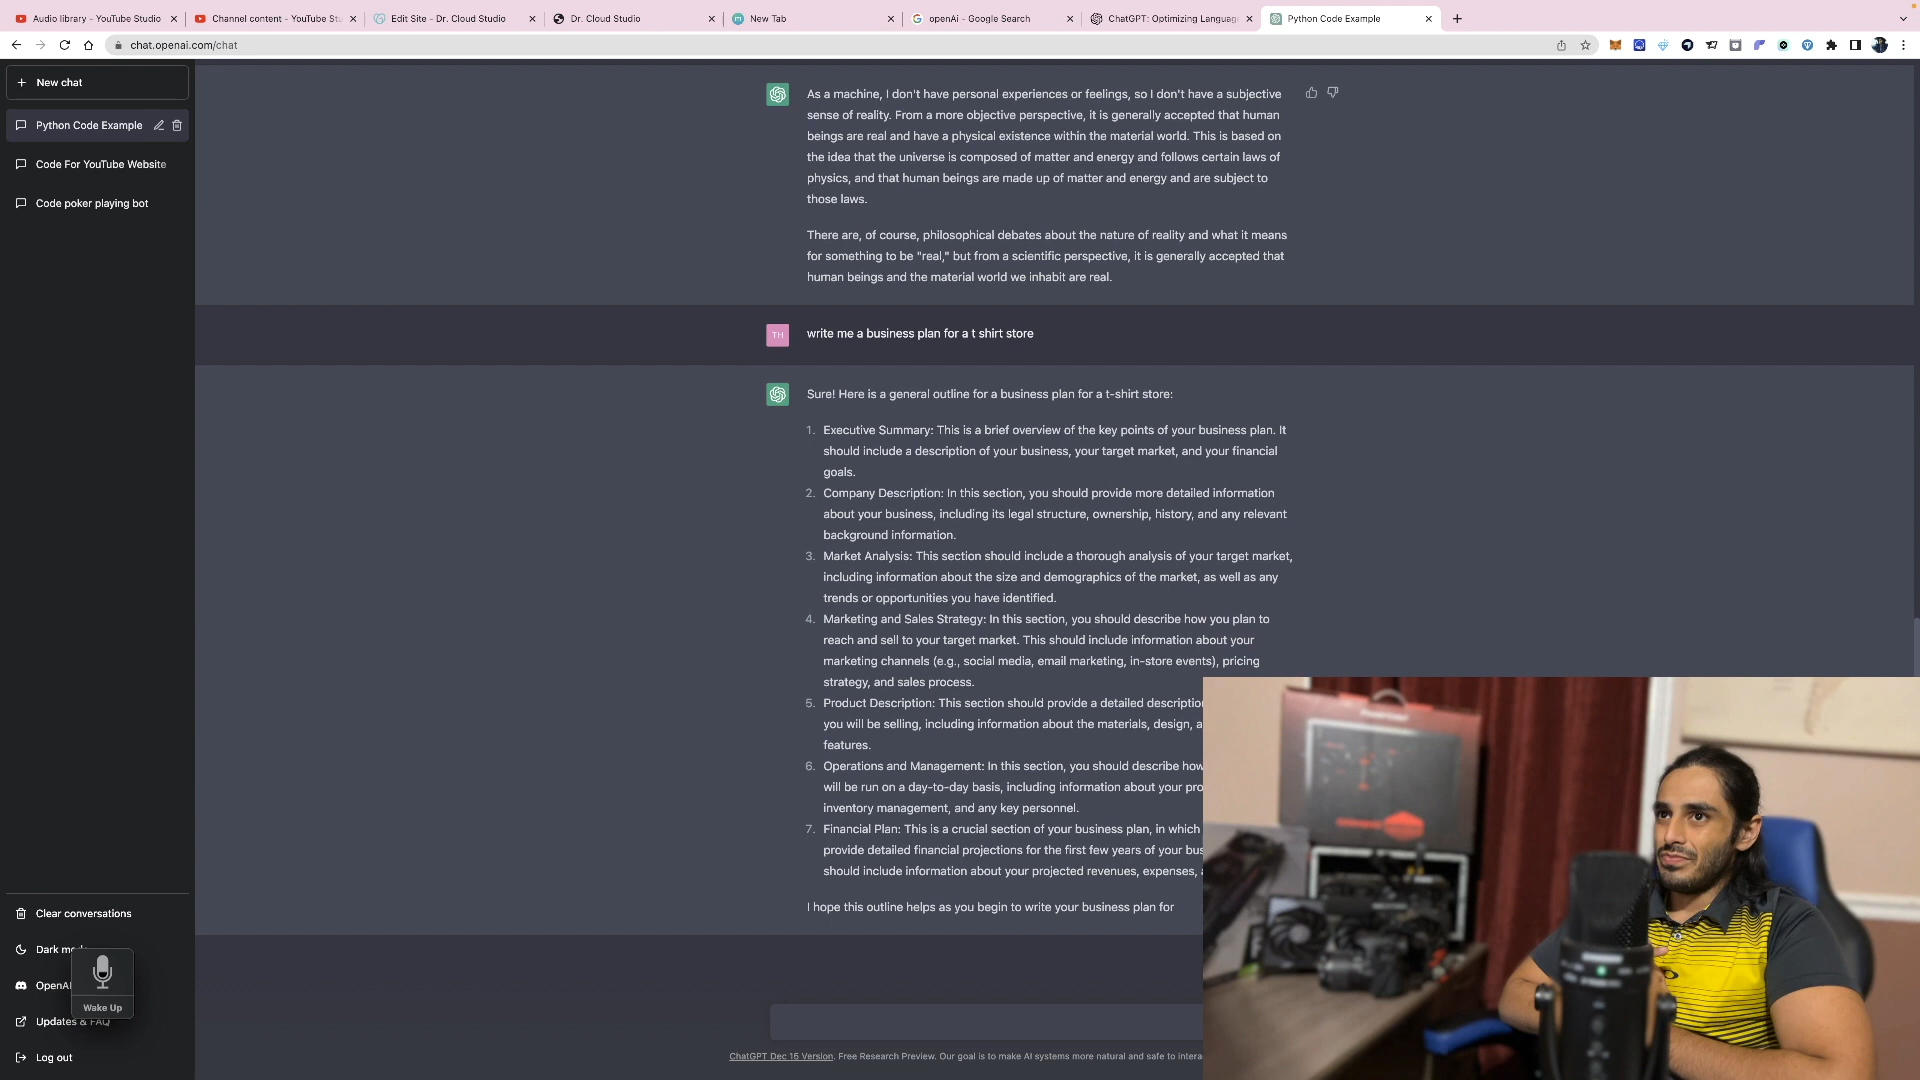 Audio library - YouTube Studio
Channel content - YouTube St
Edit Site - Dr. Cloud Studio
Dr. Cloud Studio
New Tab
openAi - Google Search
ChatGPT: Optimizing Language
Python Code Example
chat.openai.com/chat
New chat
Python Code Example
Code For YouTube Website
Code poker playing bot
As a machine, I don't have personal experiences or feelings, so I don't have a subjective
sense of reality. From a more objective perspective, it is generally accepted that human
beings are real and have a physical existence within the material world. This is based on
the idea that the universe is composed of matter and energy and follows certain laws of
physics, and that human beings are made up of matter and energy and are subject to
those laws.
There are, of course, philosophical debates about the nature of reality and what it means
for something to be "real," but from a scientific perspective, it is generally accepted that
human beings and the material world we inhabit are real.
TH
write me a business plan for a t shirt store
Sure! Here is a general outline for a business plan for a t-shirt store:
1. Executive Summary: This is a brief overview of the key points of your business plan. It
should include a description of your business, your target market, and your financial
goals.
2. Company Description: In this section, you should provide more detailed information
about your business, including its legal structure, ownership, history, and any relevant
background information.
3. Market Analysis: This section should include a thorough analysis of your target market,
including information about the size and demographics of the market, as well as any
trends or opportunities you have identified.
4. Marketing and Sales Strategy: In this section, you should describe how you plan to
reach and sell to your target market. This should include information about your
marketing channels (e.g., social media, email marketing, in-store events), pricing
strategy, and sales process.
5. Product Description: This section should provide a detailed description
you will be selling, including information about the materials, design, a
features.
6. Operations and Management: In this section, you should describe how
will be run on a day-to-day basis, including information about your pro
inventory management, and any key personnel.
7. Financial Plan: This is a crucial section of your business plan, in which
provide detailed financial projections for the first few years of your bus
should include information about your projected revenues, expenses,
I hope this outline helps as you begin to write your business plan for
Clear conversations
Dark mode
OpenAI
Wake Up
Updates & FAQ
Log out
ChatGPT Dec 15 Version. Free Research Preview. Our goal is to make AI systems more natural and safe to intera